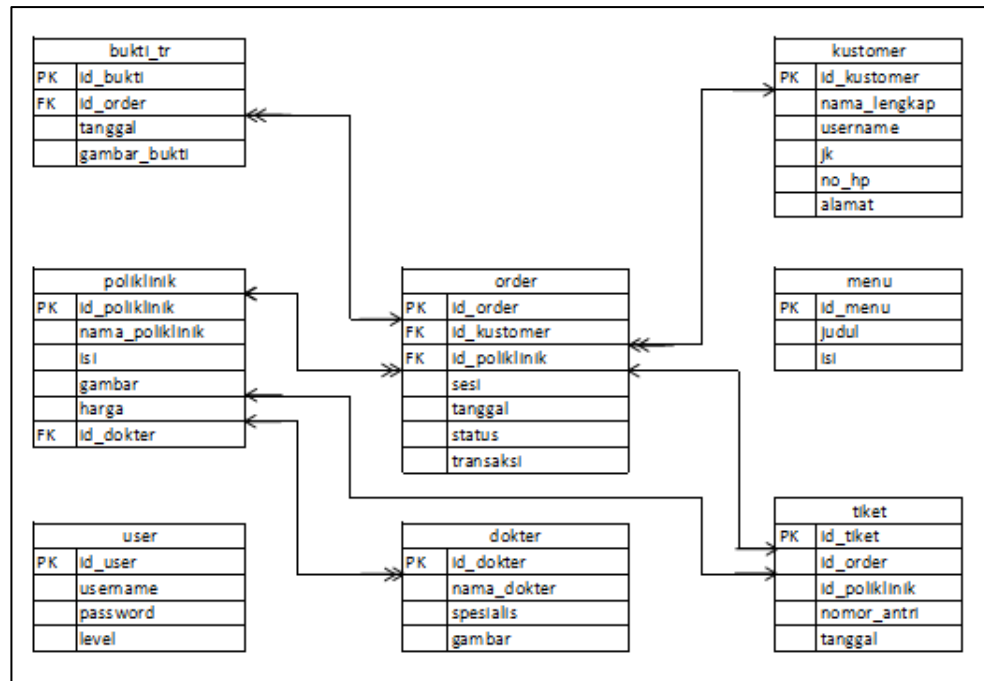 bukti_tr
PK id_bukti
FK id_order
tanggal
gambar_bukti
kustomer
PK id_kustomer
nama_lengkap
username
jk
no_hp
alamat
poliklinik
PK id_poliklinik
nama_poliklinik
isi
gambar
harga
FK id_dokter
order
PK id_order
FK id_kustomer
FK id_poliklinik
sesi
tanggal
status
transaksi
menu
PK id_menu
judul
isi
user
PK id_user
username
password
level
dokter
PK id_dokter
nama_dokter
spesialis
gambar
tiket
PK id_tiket
id_order
id_poliklinik
nomor_antri
tanggal